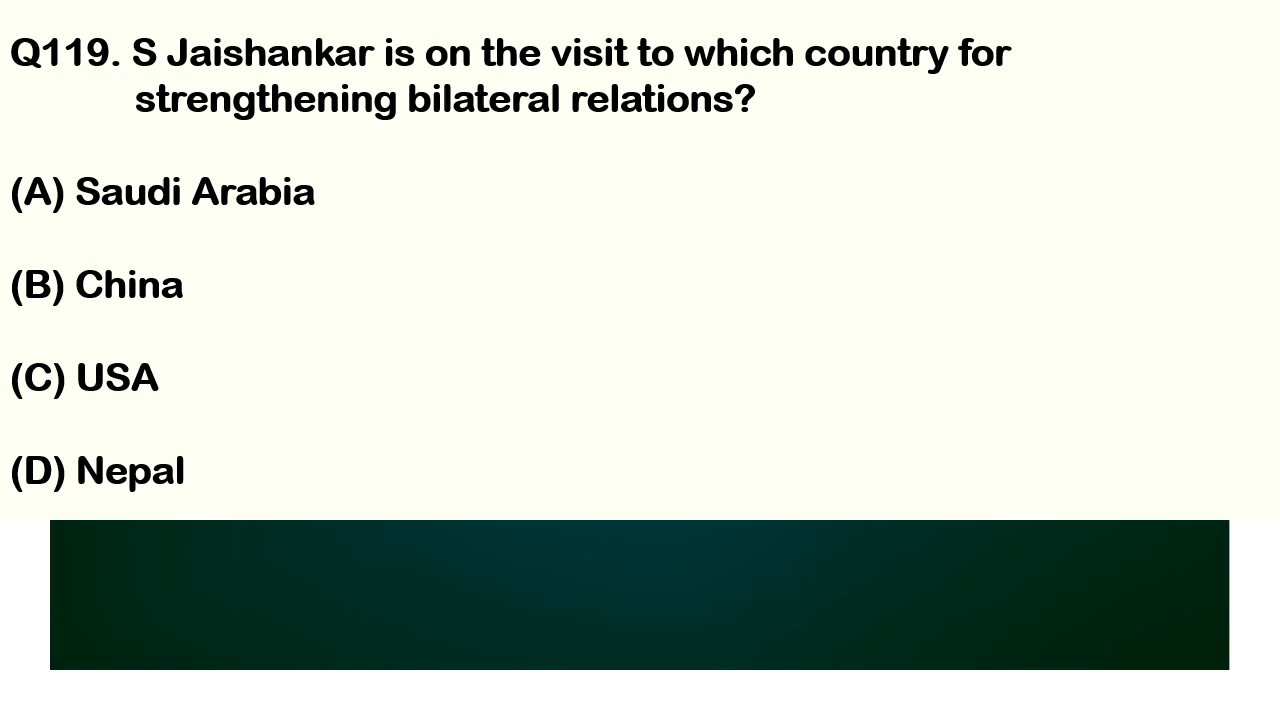 Q119. S Jaishankar is on the visit to which country for
strengthening bilateral relations?
(A) Saudi Arabia
(B) China
(C) USA
(D) Nepal